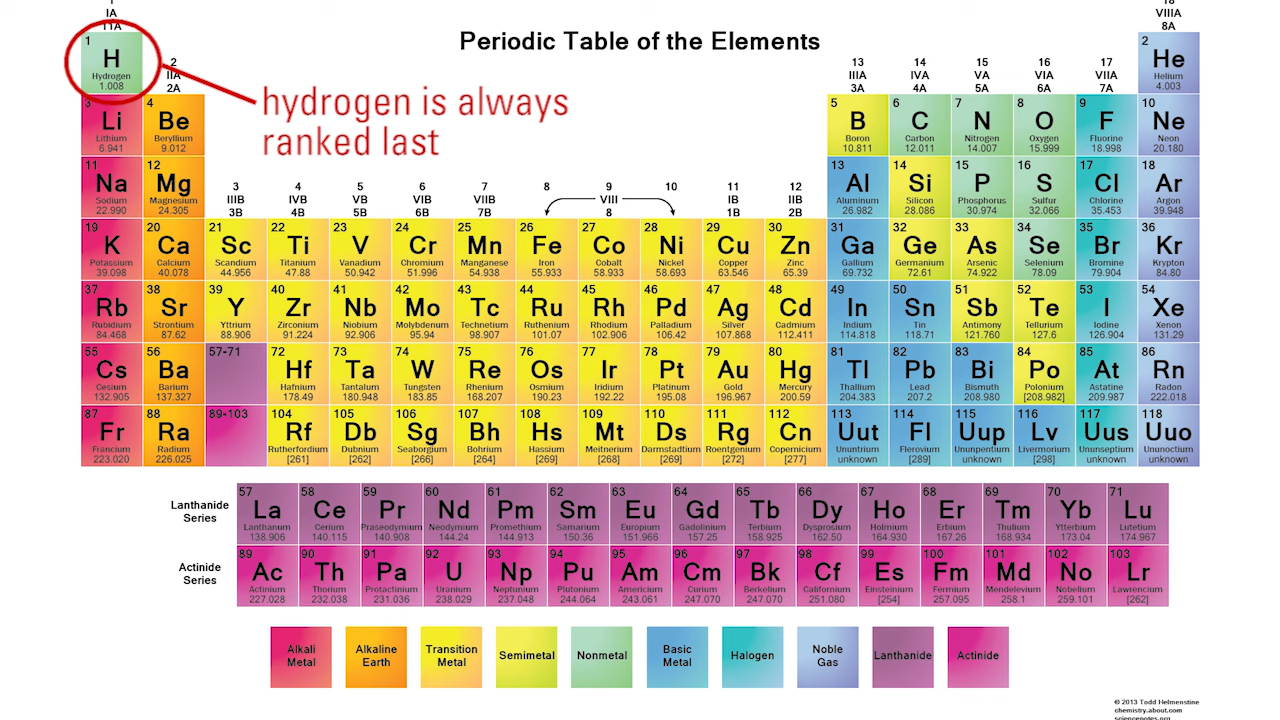 1
IA
11A
18
VIIIA
8A
Periodic Table of the Elements
hydrogen is always
ranked last
2
IIA
2A
13
IIIA
3A
14
IVA
4A
15
VA
5A
16
VIA
6A
17
VIIA
7A
1
H
Hydrogen
1.008
2
He
Helium
4.003
3
Li
Lithium
6.941
4
Be
Beryllium
9.012
5
B
Boron
10.811
6
C
Carbon
12.011
7
N
Nitrogen
14.007
8
O
Oxygen
15.999
9
F
Fluorine
18.998
10
Ne
Neon
20.180
11
Na
Sodium
22.990
12
Mg
Magnesium
24.305
3
IIIB
3B
4
IVB
4B
5
VB
5B
6
VIB
6B
7
VIIB
7B
8
9
10
VIII
8
11
IB
1B
12
IIB
2B
13
Al
Aluminum
26.982
14
Si
Silicon
28.086
15
P
Phosphorus
30.974
16
S
Sulfur
32.066
17
Cl
Chlorine
35.453
18
Ar
Argon
39.948
19
K
Potassium
39.098
20
Ca
Calcium
40.078
21
Sc
Scandium
44.956
22
Ti
Titanium
47.88
23
V
Vanadium
50.942
24
Cr
Chromium
51.996
25
Mn
Manganese
54.938
26
Fe
Iron
55.933
27
Co
Cobalt
58.933
28
Ni
Nickel
58.693
29
Cu
Copper
63.546
30
Zn
Zinc
65.39
31
Ga
Gallium
69.732
32
Ge
Germanium
72.61
33
As
Arsenic
74.922
34
Se
Selenium
78.09
35
Br
Bromine
79.904
36
Kr
Krypton
84.80
37
Rb
Rubidium
84.468
38
Sr
Strontium
87.62
39
Y
Yttrium
88.906
40
Zr
Zirconium
91.224
41
Nb
Niobium
92.906
42
Mo
Molybdenum
95.94
43
Tc
Technetium
98.907
44
Ru
Ruthenium
101.07
45
Rh
Rhodium
102.906
46
Pd
Palladium
106.42
47
Ag
Silver
107.868
48
Cd
Cadmium
112.411
49
In
Indium
114.818
50
Sn
Tin
118.71
51
Sb
Antimony
121.760
52
Te
Tellurium
127.6
53
I
Iodine
126.904
54
Xe
Xenon
131.29
55
Cs
Cesium
132.905
56
Ba
Barium
137.327
57-71
72
Hf
Hafnium
178.49
73
Ta
Tantalum
180.948
74
W
Tungsten
183.85
75
Re
Rhenium
168.207
76
Os
Osmium
190.23
77
Ir
Iridium
192.22
78
Pt
Platinum
195.08
79
Au
Gold
196.967
80
Hg
Mercury
200.59
81
Tl
Thallium
204.383
82
Pb
Lead
207.2
83
Bi
Bismuth
208.980
84
Po
Polonium
[208.982]
85
At
Astatine
209.987
86
Rn
Radon
222.018
87
Fr
Francium
223.020
88
Ra
Radium
226.025
89-103
104
Rf
Rutherfordium
[261]
105
Db
Dubnium
[262]
106
Sg
Seaborgium
[266]
107
Bh
Bohrium
[264]
108
Hs
Hassium
[269]
109
Mt
Meitnerium
[268]
110
Ds
Darmstadtium
[269]
111
Rg
Roentgenium
[272]
112
Cn
Copernicium
[277]
113
Uut
Ununtrium
unknown
114
Fl
Flerovium
[289]
115
Uup
Ununpentium
unknown
116
Lv
Livermorium
[298]
117
Uus
Ununseptium
unknown
118
Uuo
Ununoctium
unknown
Lanthanide
Series
57
La
Lanthanum
138.906
58
Ce
Cerium
140.115
59
Pr
Praseodymium
140.908
60
Nd
Neodymium
144.24
61
Pm
Promethium
144.913
62
Sm
Samarium
150.36
63
Eu
Europium
151.966
64
Gd
Gadolinium
157.25
65
Tb
Terbium
158.925
66
Dy
Dysprosium
162.50
67
Ho
Holmium
164.930
68
Er
Erbium
167.26
69
Tm
Thulium
168.934
70
Yb
Ytterbium
173.04
71
Lu
Lutetium
174.967
Actinide
Series
89
Ac
Actinium
227.028
90
Th
Thorium
232.038
91
Pa
Protactinium
231.036
92
U
Uranium
238.029
93
Np
Neptunium
237.048
94
Pu
Plutonium
244.064
95
Am
Americium
243.061
96
Cm
Curium
247.070
97
Bk
Berkelium
247.070
98
Cf
Californium
251.080
99
Es
Einsteinium
[254]
100
Fm
Fermium
257.095
101
Md
Mendelevium
258.1
102
No
Nobelium
259.101
103
Lr
Lawrencium
[262]
Alkali
Metal
Alkaline
Earth
Transition
Metal
Semimetal
Nonmetal
Basic
Metal
Halogen
Noble
Gas
Lanthanide
Actinide
© 2013 Todd Helmenstine
chemistry.about.com
sciencenotes.org